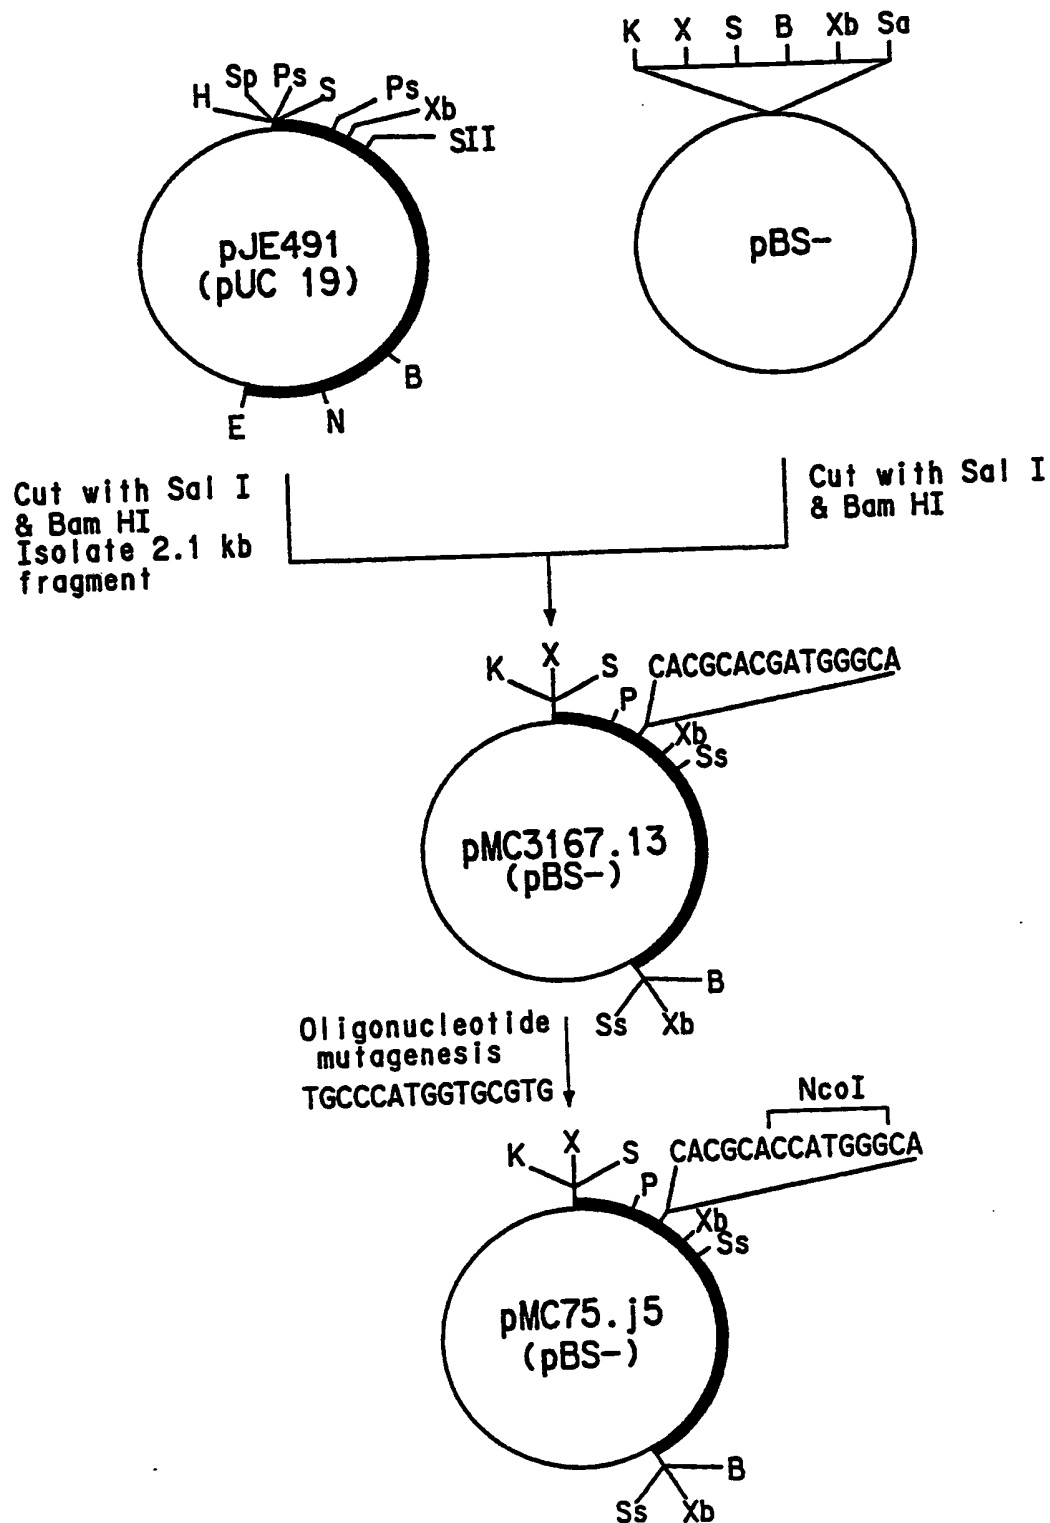 K X S B Xb Sa
H Sp Ps S Ps Xb SII
pJE491
(pUC 19)
B
N
E
pBS-
Cut with Sal I
& Bam HI
Isolate 2.1 kb
fragment
Cut with Sal I
& Bam HI
K X S
CACGCACGATGGGCA
P
Xb
Ss
pMC3167.13
(pBS-)
B
Ss Xb
Oligonucleotide
mutagenesis
TGCCCATGGTGCGTG
NcoI
K X S
CACGCACCATGGGCA
P
Xb
Ss
pMC75.j5
(pBS-)
B
Ss Xb